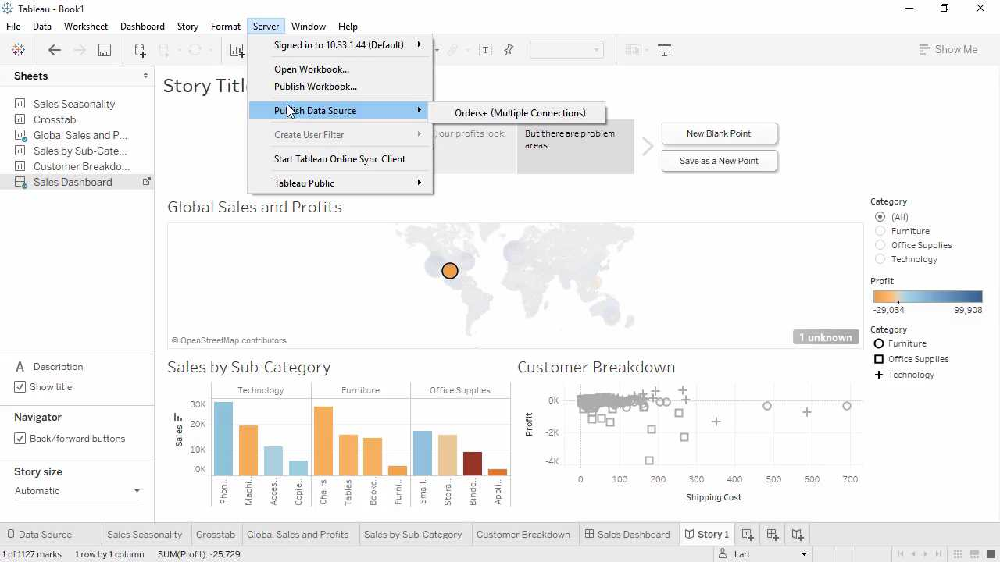 Tableau - Book1
File Data Worksheet Dashboard Story Format Server Window Help
Show Me
Signed in to 10.33.1.44 (Default)
Open Workbook...
Publish Workbook...
Publish Data Source
Orders+ (Multiple Connections)
Create User Filter
Start Tableau Online Sync Client
Tableau Public
Sheets
Sales Seasonality
Crosstab
Global Sales and P...
Sales by Sub-Cate...
Customer Breakdo...
Sales Dashboard
Description
Show title
Navigator
Back/forward buttons
Story size
Automatic
Story Titl
, our profits look
But there are problem
areas.
New Blank Point
Save as a New Point
Global Sales and Profits
© OpenStreetMap contributors
1 unknown
Category
(All)
Furniture
Office Supplies
Technology
Profit
-29,034 99,908
Category
Furniture
Office Supplies
Technology
Sales by Sub-Category
Technology Furniture Office Supplies
Sales
30K
20K
10K
0K
Phon.. Machi.. Acces.. Copie.. Chairs Tables Bookc.. Furni.. Small.. Stora.. Binde.. Appli..
Customer Breakdown
Profit
0K
-2K
-4K
0 100 200 300 400 500 600 700
Shipping Cost
Data Source Sales Seasonality Crosstab Global Sales and Profits Sales by Sub-Category Customer Breakdown Sales Dashboard Story 1
1 of 1127 marks 1 row by 1 column SUM(Profit): -25,729 Lari